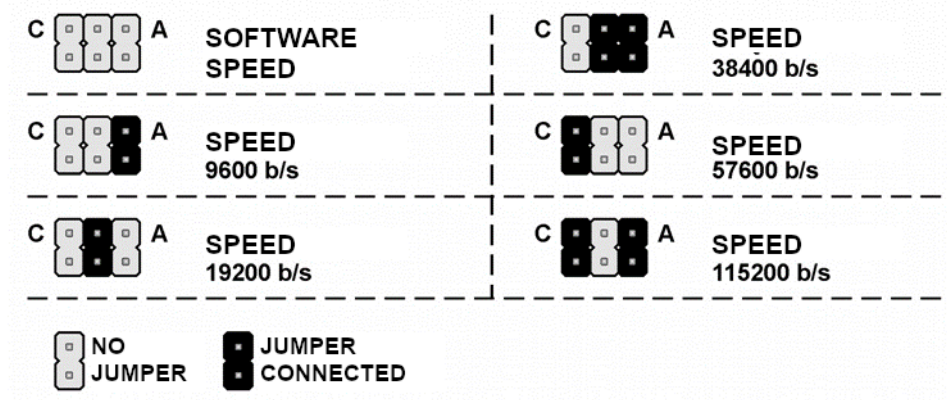 C A SOFTWARE
SPEED
C A SPEED
38400 b/s
C A SPEED
9600 b/s
C A SPEED
57600 b/s
C A SPEED
19200 b/s
C A SPEED
115200 b/s
NO
JUMPER
JUMPER
CONNECTED